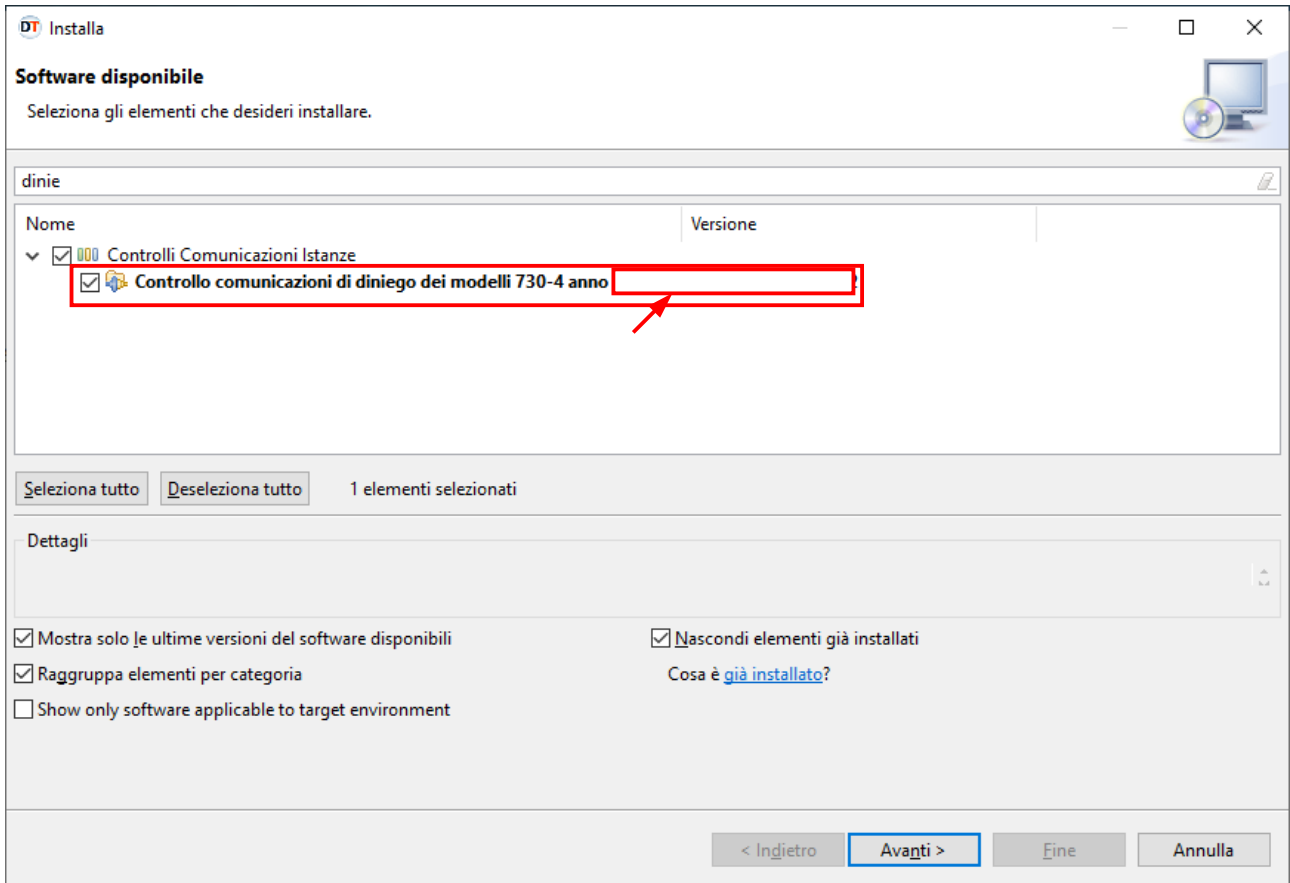 DT Installa
Software disponibile
Seleziona gli elementi che desideri installare.
dinie
Nome Versione
Controlli Comunicazioni Istanze
Controllo comunicazioni di diniego dei modelli 730-4 anno
Seleziona tutto Deseleziona tutto 1 elementi selezionati
Dettagli
Mostra solo le ultime versioni del software disponibili Nascondi elementi già installati
Raggruppa elementi per categoria Cosa è già installato?
Show only software applicable to target environment
< Indietro Avanti > Fine Annulla